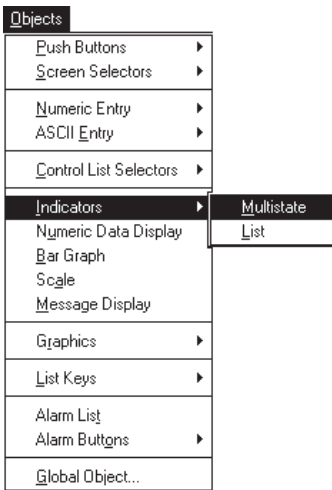 Objects
Push Buttons
Screen Selectors
Numeric Entry
ASCII Entry
Control List Selectors
Indicators
Multistate
Numeric Data Display
List
Bar Graph
Scale
Message Display
Graphics
List Keys
Alarm List
Alarm Buttons
Global Object...